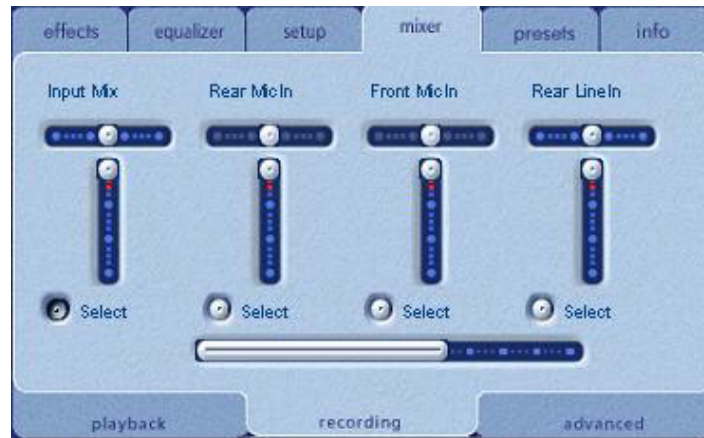 effects equalizer setup mixer presets info
Input Mix Rear Mic In Front Mic In Rear Line In
Select Select Select Select
playback recording advanced